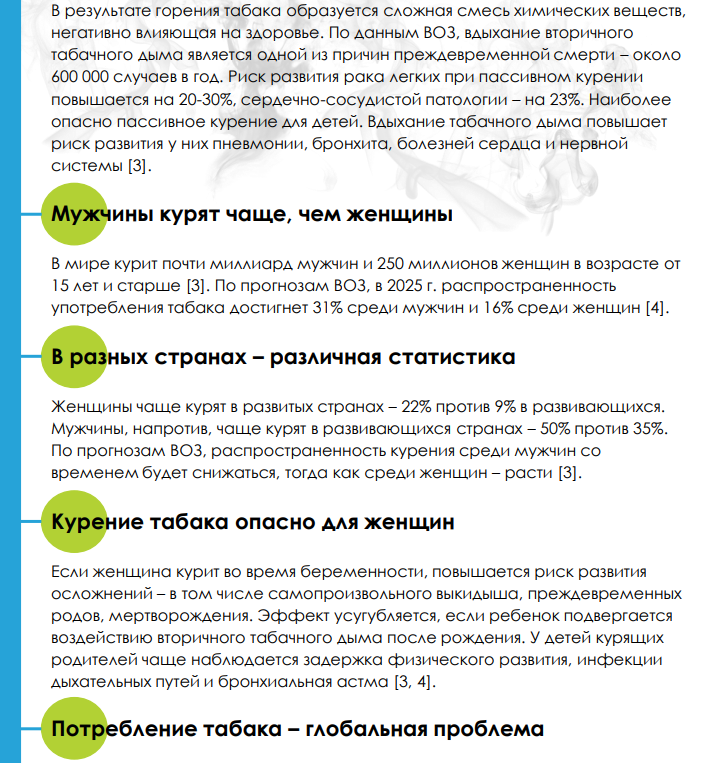 В результате горения табака образуется сложная смесь химических веществ,
негативно влияющая на здоровье. По данным ВОЗ, вдыхание вторичного
табачного дыма является одной из причин преждевременной смерти – около
600 000 случаев в год. Риск развития рака легких при пассивном курении
повышается на 20-30%, сердечно-сосудистой патологии – на 23%. Наиболее
опасно пассивное курение для детей. Вдыхание табачного дыма повышает
риск развития у них пневмонии, бронхита, болезней сердца и нервной
системы [3].
Мужчины курят чаще, чем женщины
В мире курит почти миллиард мужчин и 250 миллионов женщин в возрасте от
15 лет и старше [3]. По прогнозам ВОЗ, в 2025 г. распространенность
употребления табака достигнет 31% среди мужчин и 16% среди женщин [4].
В разных странах – различная статистика
Женщины чаще курят в развитых странах – 22% против 9% в развивающихся.
Мужчины, напротив, чаще курят в развивающихся странах – 50% против 35%.
По прогнозам ВОЗ, распространенность курения среди мужчин со
временем будет снижаться, тогда как среди женщин – расти [3].
Курение табака опасно для женщин
Если женщина курит во время беременности, повышается риск развития
осложнений – в том числе самопроизвольного выкидыша, преждевременных
родов, мертворождения. Эффект усугубляется, если ребенок подвергается
воздействию вторичного табачного дыма после рождения. У детей курящих
родителей чаще наблюдается задержка физического развития, инфекции
дыхательных путей и бронхиальная астма [3, 4].
Потребление табака – глобальная проблема